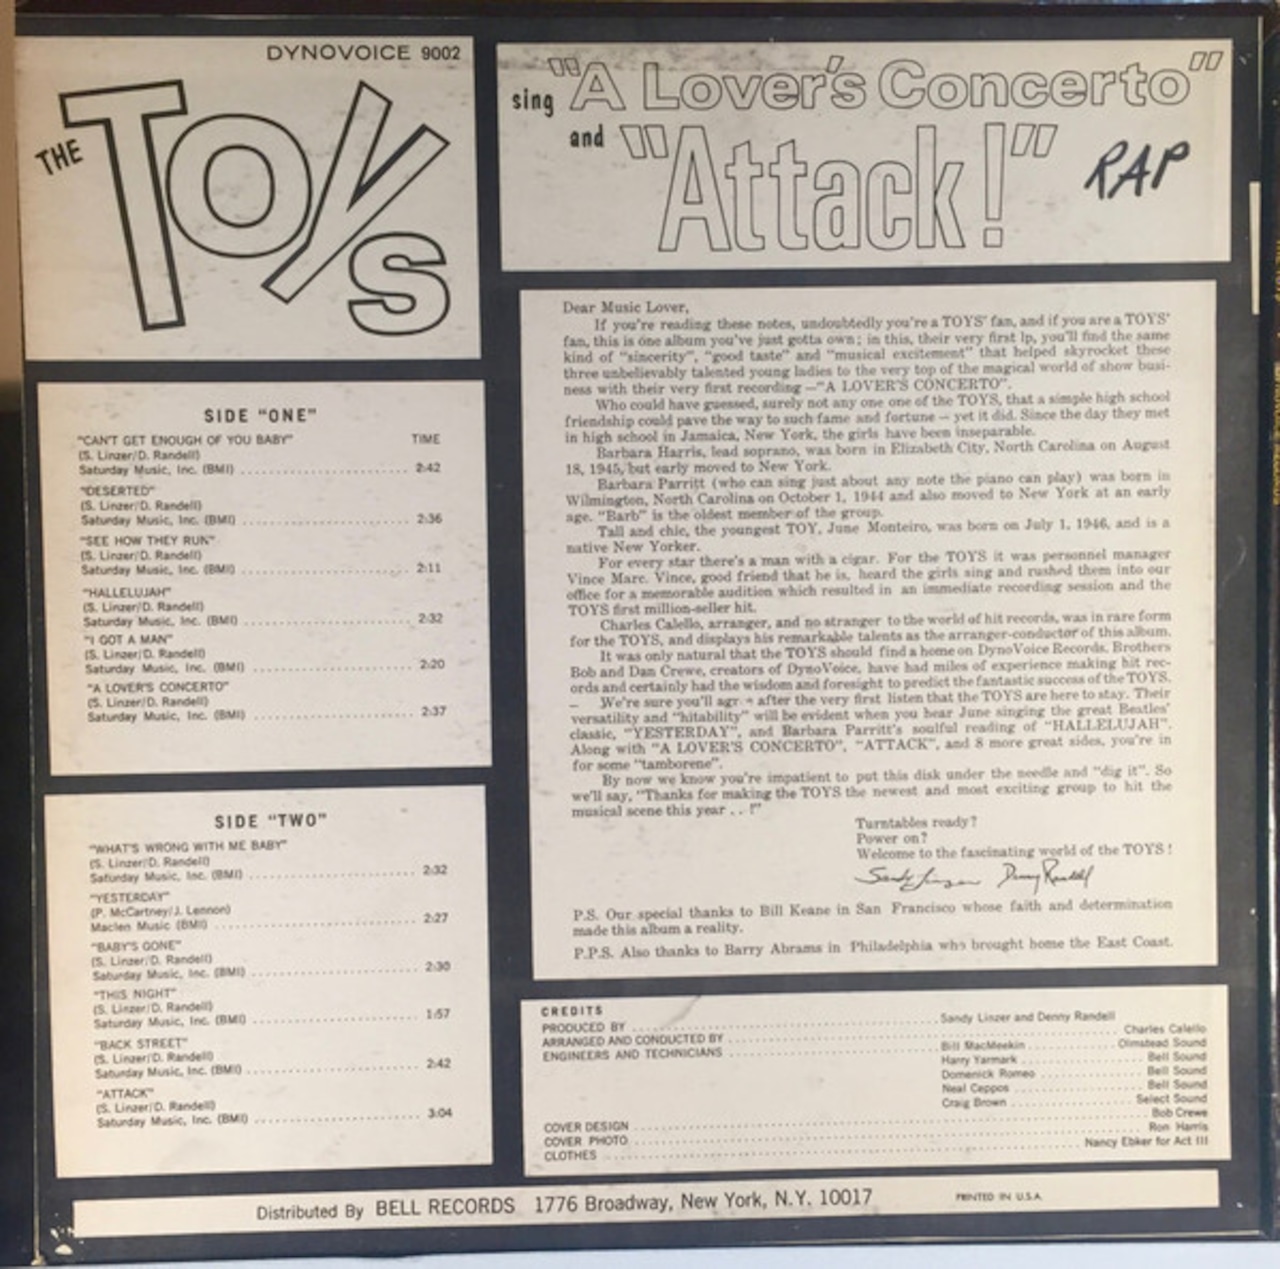 DYNOVOICE 9002
THE TOYS
sing "A Lover's Concerto"
and "Attack!"
RAP
SIDE "ONE"
"CAN'T GET ENOUGH OF YOU BABY" TIME
(S. Linzer/D. Randell)
Saturday Music, Inc. (BMI) 2:42
"DESERTED"
(S. Linzer/D. Randell)
Saturday Music, Inc. (BMI) 2:36
"SEE HOW THEY RUN"
(S. Linzer/D. Randell)
Saturday Music, Inc. (BMI) 2:11
"HALLELUJAH"
(S. Linzer/D. Randell)
Saturday Music, Inc. (BMI) 2:32
"I GOT A MAN"
(S. Linzer/D. Randell)
Saturday Music, Inc. (BMI) 2:20
"A LOVER'S CONCERTO"
(S. Linzer/D. Randell)
Saturday Music, Inc. (BMI) 2:37
SIDE "TWO"
"WHAT'S WRONG WITH ME BABY"
(S. Linzer/D. Randell)
Saturday Music, Inc. (BMI) 2:32
"YESTERDAY"
(P. McCartney/J. Lennon)
Maclen Music (BMI) 2:27
"BABY'S GONE"
(S. Linzer/D. Randell)
Saturday Music, Inc. (BMI) 2:30
"THIS NIGHT"
(S. Linzer/D. Randell)
Saturday Music, Inc. (BMI) 1:57
"BACK STREET"
(S. Linzer/D. Randell)
Saturday Music, Inc. (BMI) 2:42
"ATTACK"
(S. Linzer/D. Randell)
Saturday Music, Inc. (BMI) 3:04
Dear Music Lover,
If you're reading these notes, undoubtedly you're a TOYS' fan, and if you are a TOYS'
fan, this is one album you've just gotta own; in this, their very first lp, you'll find the same
kind of "sincerity", "good taste" and "musical excitement" that helped skyrocket these
three unbelievably talented young ladies to the very top of the magical world of show busi-
ness with their very first recording —"A LOVER'S CONCERTO".
Who could have guessed, surely not any one one of the TOYS, that a simple high school
friendship could pave the way to such fame and fortune — yet it did. Since the day they met
in high school in Jamaica, New York, the girls have been inseparable.
Barbara Harris, lead soprano, was born in Elizabeth City, North Carolina on August
18, 1945, but early moved to New York.
Barbara Parritt (who can sing just about any note the piano can play) was born in
Wilmington, North Carolina on October 1, 1944 and also moved to New York at an early
age. "Barb" is the oldest member of the group.
Tall and chic, the youngest TOY, June Monteiro, was born on July 1, 1946, and is a
native New Yorker.
For every star there's a man with a cigar. For the TOYS it was personnel manager
Vince Marc. Vince, good friend that he is, heard the girls sing and rushed them into our
office for a memorable audition which resulted in an immediate recording session and the
TOYS first million-seller hit.
Charles Calello, arranger, and no stranger to the world of hit records, was in rare form
for the TOYS, and displays his remarkable talents as the arranger-conductor of this album.
It was only natural that the TOYS should find a home on DynoVoice Records. Brothers
Bob and Dan Crewe, creators of DynoVoice, have had miles of experience making hit rec-
ords and certainly had the wisdom and foresight to predict the fantastic success of the TOYS.
We're sure you'll agree after the very first listen that the TOYS are here to stay. Their
versatility and "hitability" will be evident when you hear June singing the great Beatles'
classic, "YESTERDAY", and Barbara Parritt's soulful reading of "HALLELUJAH".
Along with "A LOVER'S CONCERTO", "ATTACK", and 8 more great sides, you're in
for some "tamborene".
By now we know you're impatient to put this disk under the needle and "dig it". So
we'll say, "Thanks for making the TOYS the newest and most exciting group to hit the
musical scene this year . . !"
Turntables ready?
Power on?
Welcome to the fascinating world of the TOYS!
Sandy Linzer Denny Randell
P.S. Our special thanks to Bill Keane in San Francisco whose faith and determination
made this album a reality.
P.P.S. Also thanks to Barry Abrams in Philadelphia who brought home the East Coast.
CREDITS
PRODUCED BY Sandy Linzer and Denny Randell
ARRANGED AND CONDUCTED BY Charles Calello
ENGINEERS AND TECHNICIANS Bill MacMeekin Olmstead Sound
Harry Yarmark Bell Sound
Domenick Romeo Bell Sound
Neal Ceppos Bell Sound
Craig Brown Select Sound
COVER DESIGN Bob Crewe
COVER PHOTO Ron Harris
CLOTHES Nancy Ebker for Act III
Distributed By BELL RECORDS 1776 Broadway, New York, N.Y. 10017 PRINTED IN U.S.A.